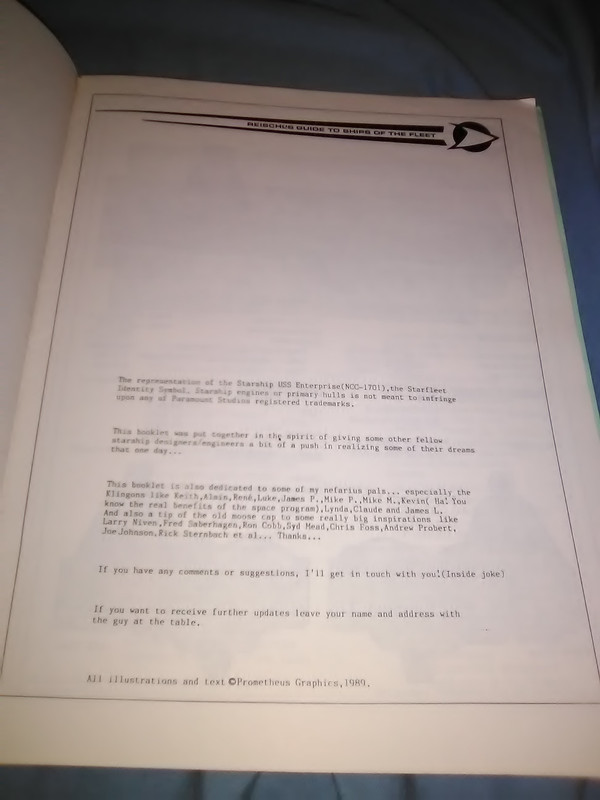 REISCHUS GUIDE TO SHIPS OF THE FLEET
The representation of the Starship USS Enterprise(NCC-1701),the Starfleet
Identity Symbol, Starship engines or primary hulls is not meant to infringe
upon any of Paramount Studios registered trademarks.
This booklet was put together in the spirit of giving some other fellow
starship designers/engineers a bit of a push in realizing some of their dreams
that one day...
This booklet is also dedicated to some of my nefarius pals... especially the
Klingons like Keith,Alain,René,Luke,James P.,Mike P.,Mike M.,Kevin( Ha! You
know the real benefits of the space program),Lynda,Claude and James L.
And also a tip of the old moose cap to some really big inspirations like
Larry Niven,Fred Saberhagen,Ron Cobb,Syd Mead,Chris Foss,Andrew Probert,
Joe Johnson,Rick Sternbach et al... Thanks...
If you have any comments or suggestions, I'll get in touch with you!(Inside joke)
If you want to receive further updates leave your name and address with
the guy at the table.
All illustrations and text ©Prometheus Graphics,1989.